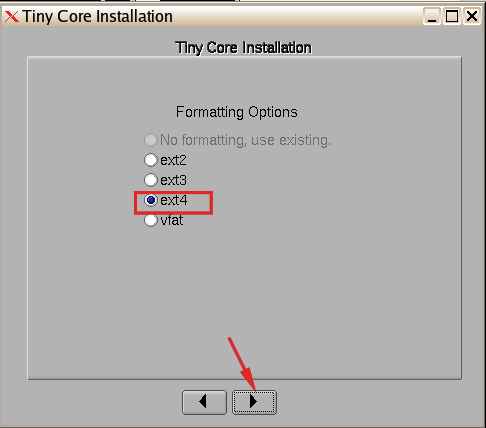 Tiny Core Installation
Tiny Core Installation
Formatting Options
No formatting, use existing.
ext2
ext3
ext4
vfat